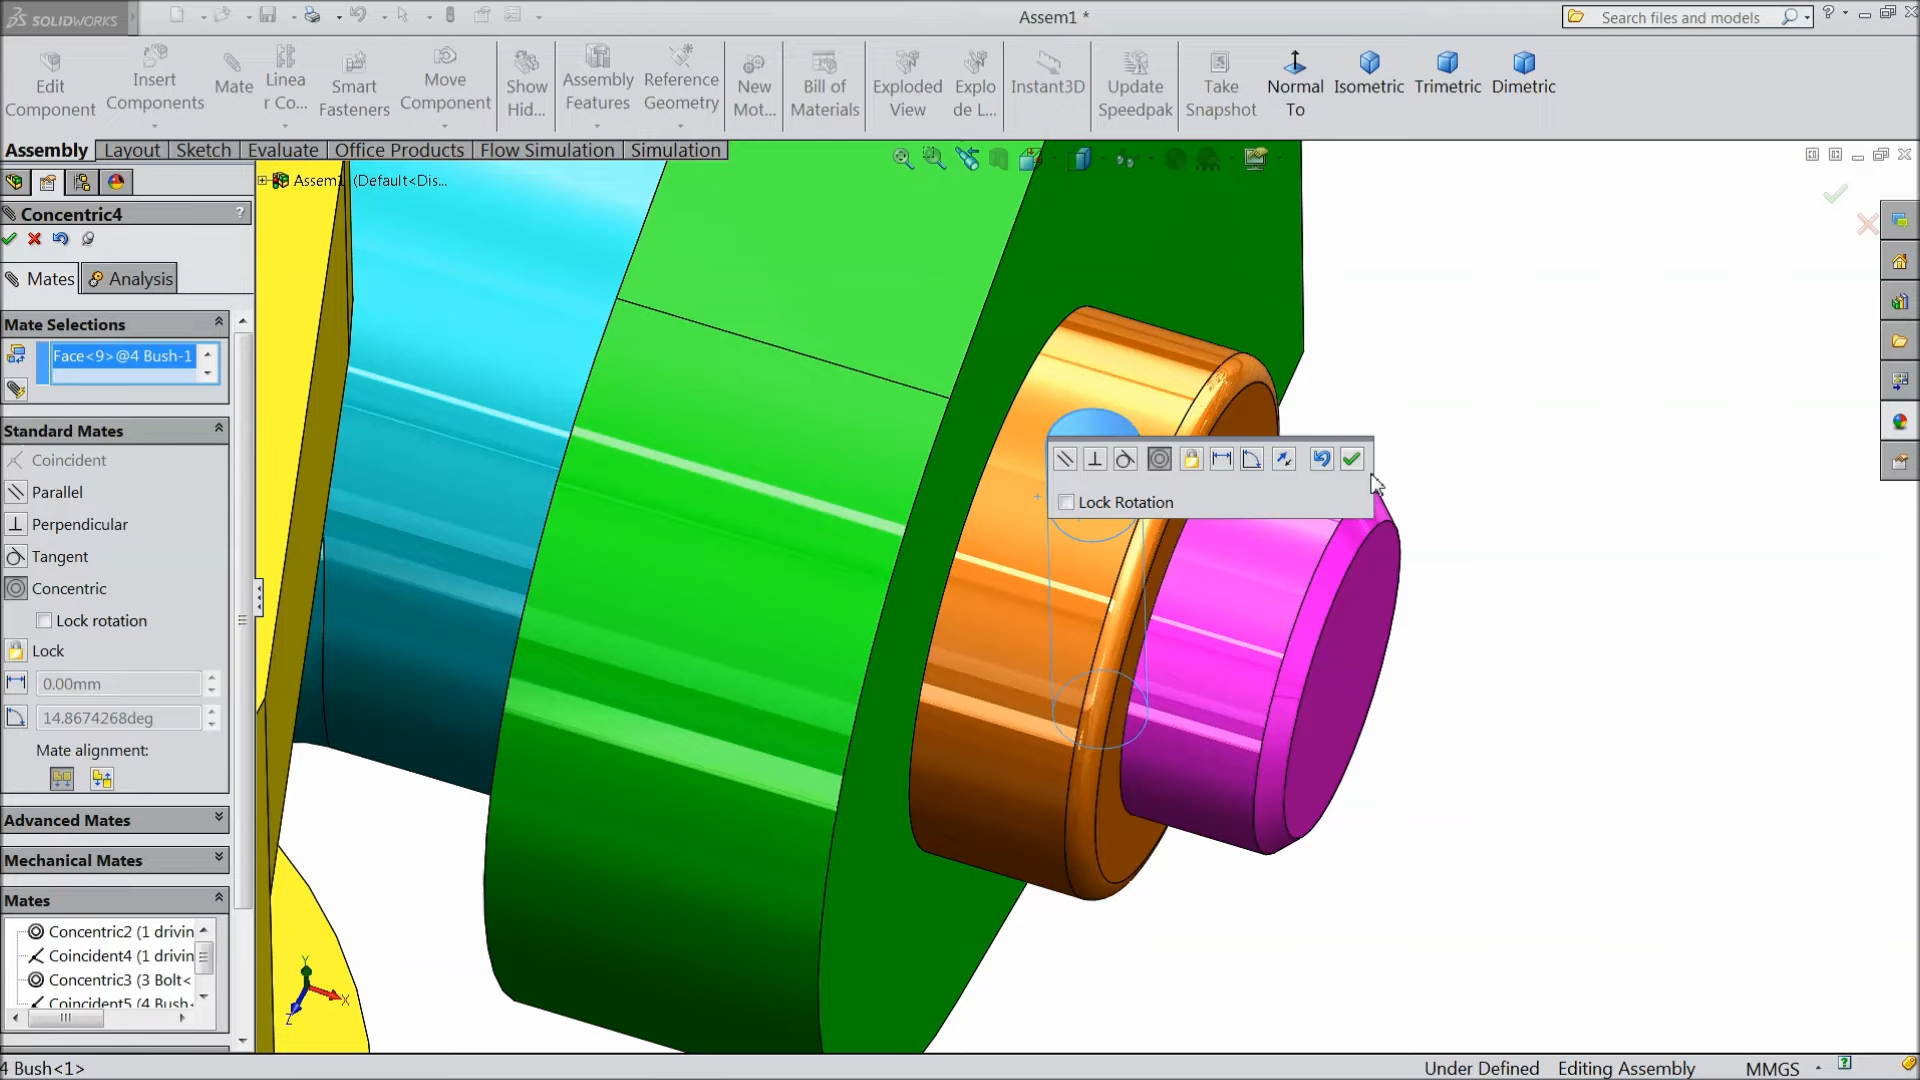 SOLIDWORKS
Assem1 *
Search files and models
Edit
Component
Insert
Components
Mate
Linea
r Co...
Smart
Fasteners
Move
Component
Show
Hid...
Assembly
Features
Reference
Geometry
New
Mot...
Bill of
Materials
Exploded
View
Explo
de L...
Instant3D
Update
Speedpak
Take
Snapshot
Normal
To
Isometric
Trimetric
Dimetric
Assembly
Layout
Sketch
Evaluate
Office Products
Flow Simulation
Simulation
Assem1 (Default<Dis...
Concentric4
?
Mates
Analysis
Mate Selections
Face<9>@4 Bush-1
Standard Mates
Coincident
Parallel
Perpendicular
Tangent
Concentric
Lock rotation
Lock
0.00mm
14.8674268deg
Mate alignment:
Advanced Mates
Mechanical Mates
Mates
Concentric2 (1 drivin
Coincident4 (1 drivin
Concentric3 (3 Bolt<
Coincident5 (4 Bush
Lock Rotation
Y
X
Z
4 Bush<1>
Under Defined
Editing Assembly
MMGS